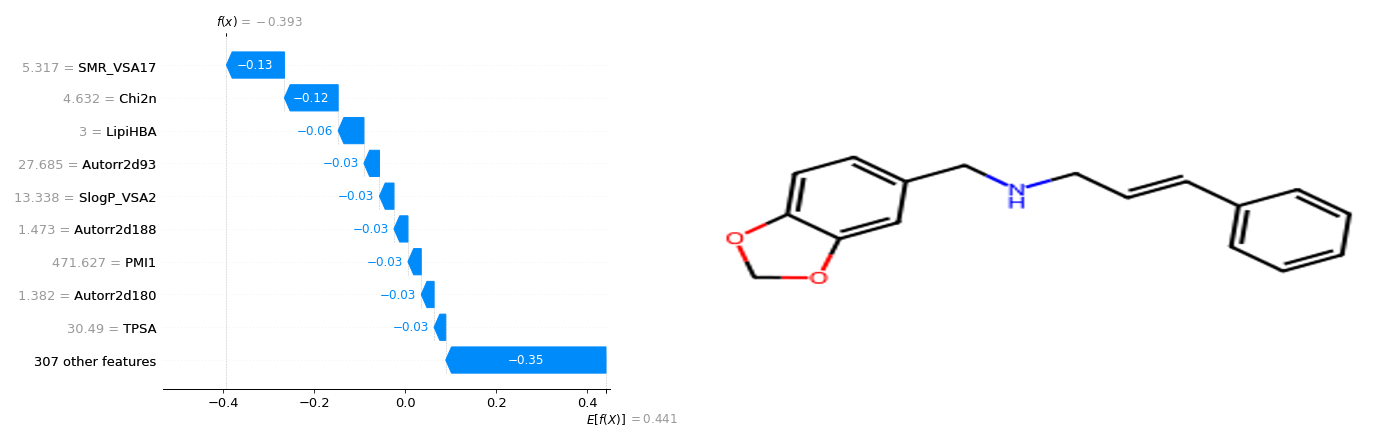 f(x) = −0.393
5.317 = SMR_VSA17
−0.13
4.632 = Chi2n
−0.12
3 = LipiHBA
−0.06
27.685 = Autorr2d93
−0.03
13.338 = SlogP_VSA2
−0.03
1.473 = Autorr2d188
−0.03
471.627 = PMI1
−0.03
1.382 = Autorr2d180
−0.03
30.49 = TPSA
−0.03
307 other features
−0.35
−0.4 −0.2 0.0 0.2 0.4
E[f(X)] = 0.441
N
H
O
O